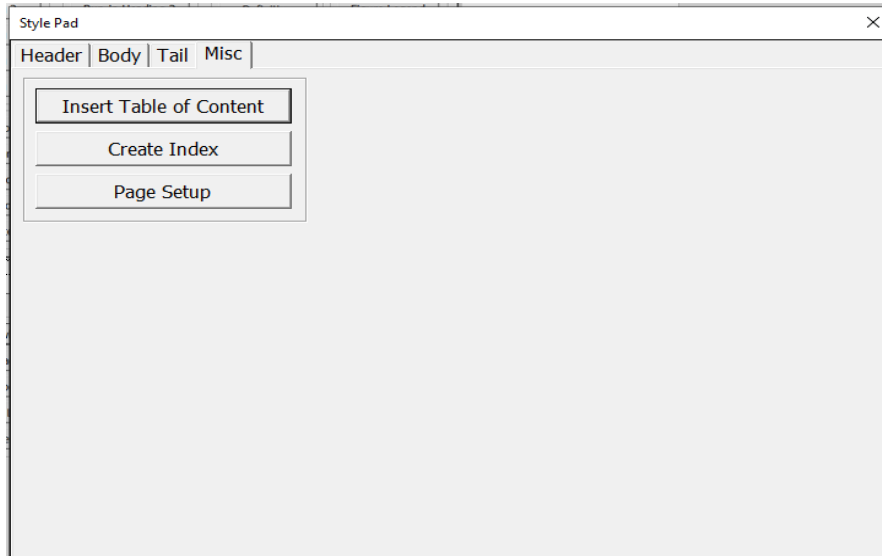 Style Pad
Header Body Tail Misc
Insert Table of Content
Create Index
Page Setup